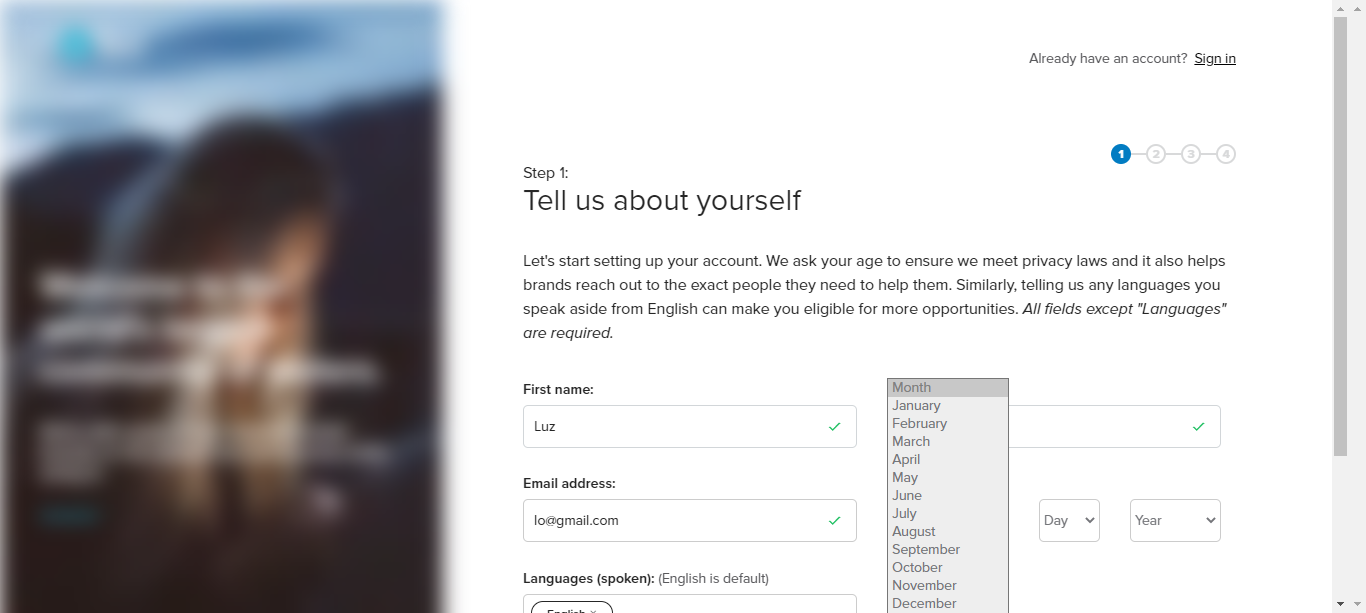 Already have an account? Sign in
1 2 3 4
Step 1:
Tell us about yourself
Let's start setting up your account. We ask your age to ensure we meet privacy laws and it also helps
brands reach out to the exact people they need to help them. Similarly, telling us any languages you
speak aside from English can make you eligible for more opportunities. All fields except "Languages"
are required.
First name:
Luz
Month
January
February
March
April
May
June
July
August
September
October
November
December
Email address:
lo@gmail.com
Day
Year
Languages (spoken): (English is default)
English ×